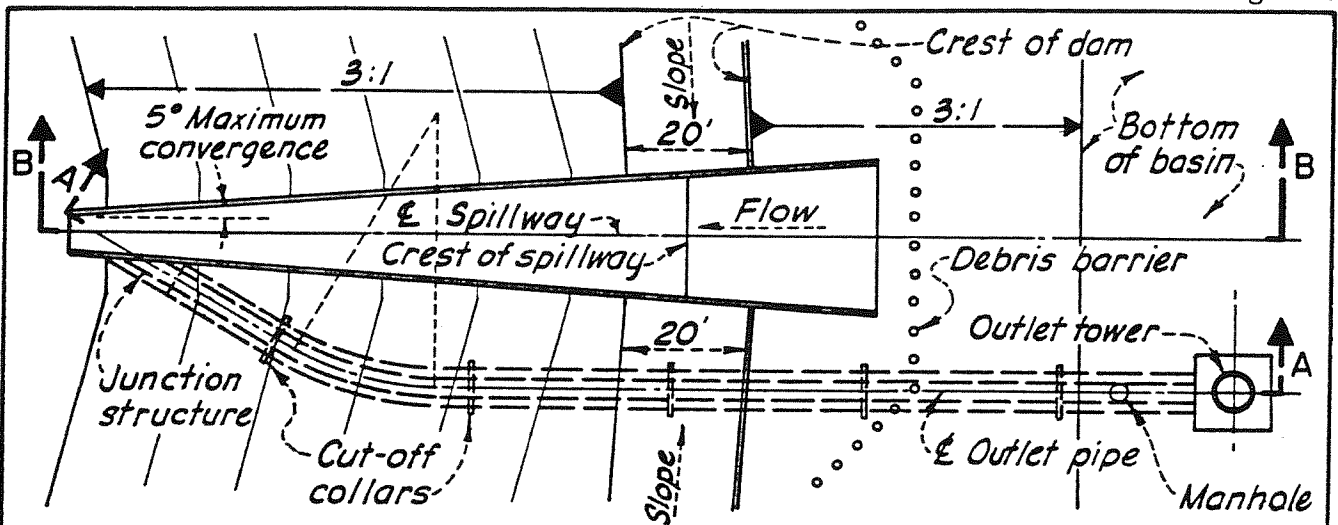 Crest of dam
3:1
Slope
5° Maximum
convergence
20'
3:1
Bottom
of basin
B
A
B
℄ Spillway
Flow
Crest of spillway
Debris barrier
Outlet tower
20'
A
Junction
structure
Cut-off
collars
℄ Outlet pipe
Slope
Manhole